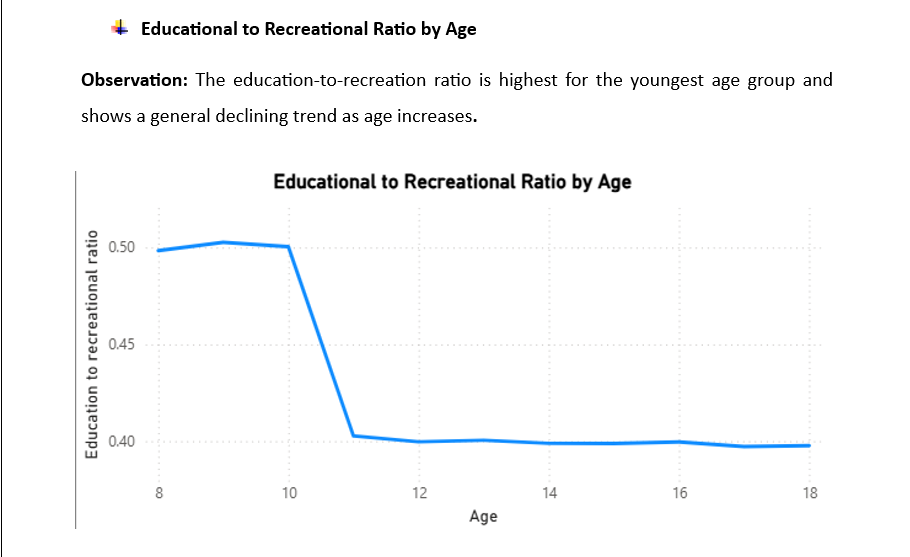 Educational to Recreational Ratio by Age
Observation: The education-to-recreation ratio is highest for the youngest age group and
shows a general declining trend as age increases.
Educational to Recreational Ratio by Age
Education to recreational ratio
0.50
0.45
0.40
8 10 12 14 16 18
Age